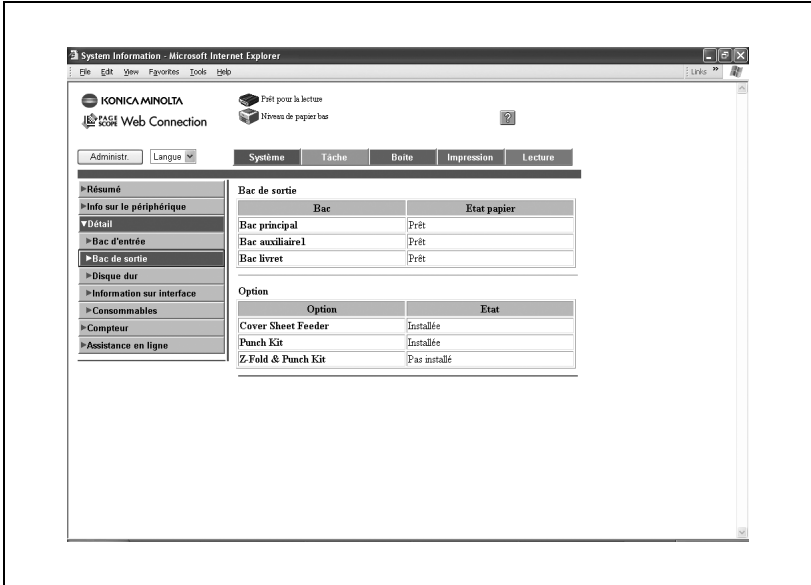 System Information - Microsoft Internet Explorer
File Edit View Favorites Tools Help
Links »
KONICA MINOLTA
PAGE SCOPE Web Connection
Prêt pour la lecture
Niveau de papier bas
?
Administr. Langue
Système Tâche Boîte Impression Lecture
Résumé
Info sur le périphérique
Détail
Bac d'entrée
Bac de sortie
Disque dur
Information sur interface
Consommables
Compteur
Assistance en ligne
Bac de sortie
Bac Etat papier
Bac principal Prêt
Bac auxiliaire1 Prêt
Bac livret Prêt
Option
Option Etat
Cover Sheet Feeder Installée
Punch Kit Installée
Z-Fold & Punch Kit Pas installé